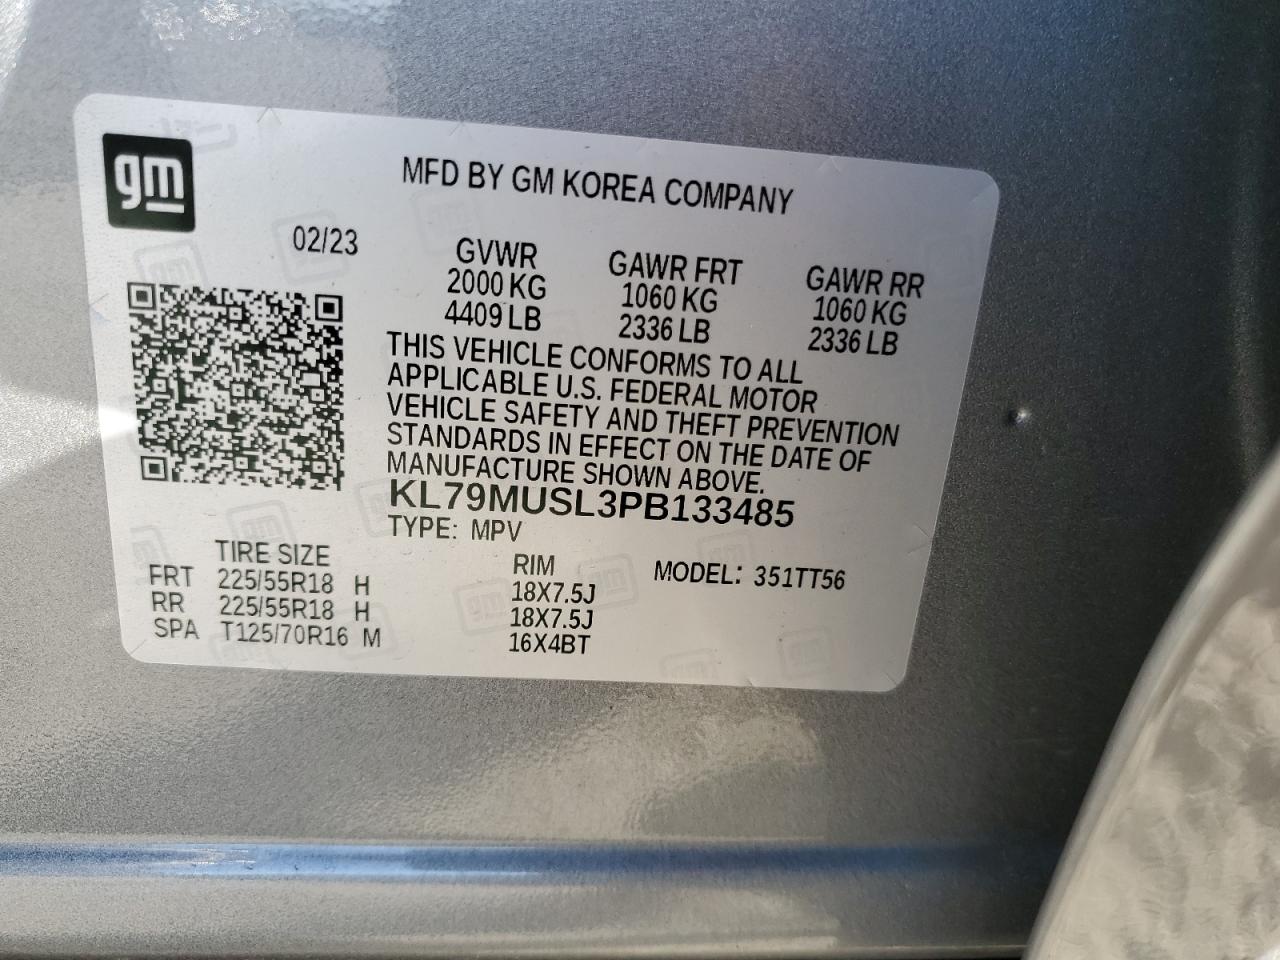 gm
MFD BY GM KOREA COMPANY
02/23
GVWR GAWR FRT GAWR RR
2000 KG 1060 KG 1060 KG
4409 LB 2336 LB 2336 LB
THIS VEHICLE CONFORMS TO ALL
APPLICABLE U.S. FEDERAL MOTOR
VEHICLE SAFETY AND THEFT PREVENTION
STANDARDS IN EFFECT ON THE DATE OF
MANUFACTURE SHOWN ABOVE.
KL79MUSL3PB133485
TYPE: MPV
TIRE SIZE RIM MODEL: 351TT56
FRT 225/55R18 H 18X7.5J
RR 225/55R18 H 18X7.5J
SPA T125/70R16 M 16X4BT